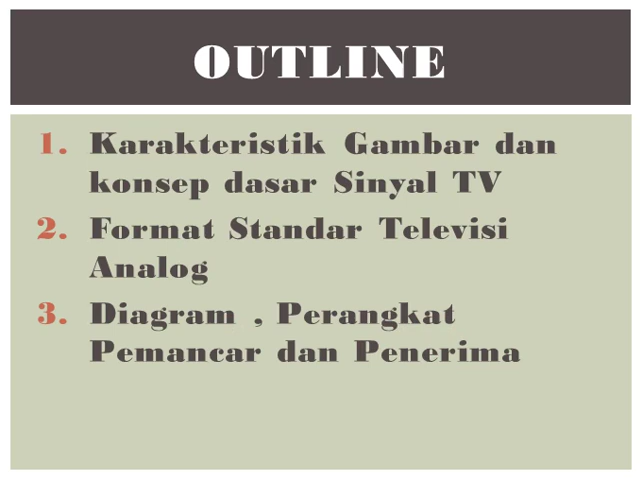 OUTLINE
1. Karakteristik Gambar dan
konsep dasar Sinyal TV
2. Format Standar Televisi
Analog
3. Diagram , Perangkat
Pemancar dan Penerima